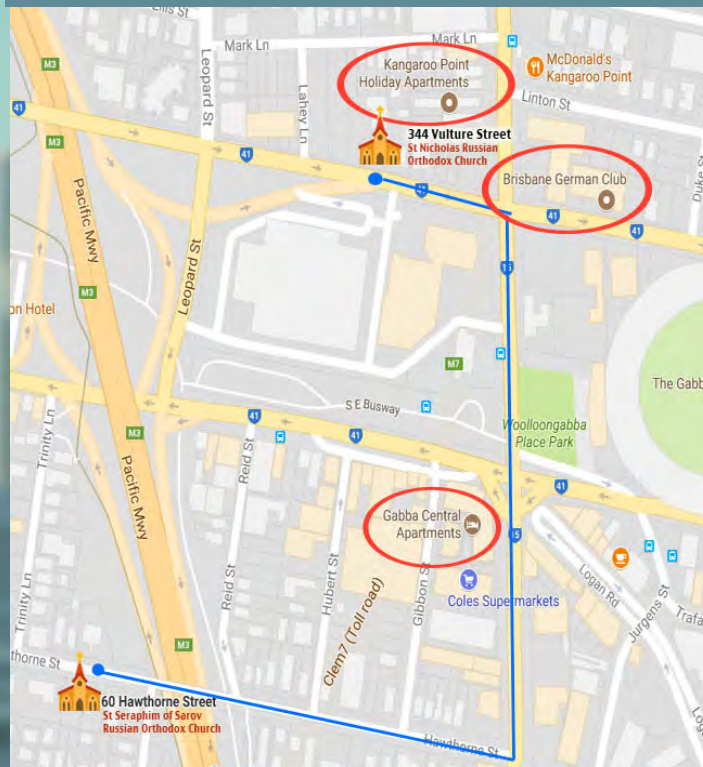 Ellis St
Mark Ln
Mark Ln
McDonald's
Kangaroo Point
Kangaroo Point
Holiday Apartments
Leopard St
Lahey Ln
Linton St
M3
41
344 Vulture Street
St Nicholas Russian
Orthodox Church
M3
41
41
Brisbane German Club
41
41
Duke St
Pacific Mwy
Leopard St
15
M3
on Hotel
M7
The Gabb
S E Busway
Woolloongabba
Place Park
41
41
M3
Trinity Ln
Pacific Mwy
Reid St
41
Gabba Central
Apartments
15
Hubert St
Gibbon St
Logan Rd
Jurgens St
Coles Supermarkets
Reid St
Trinity Ln
Clem7 (Toll road)
Trafa
M3
thorne St
60 Hawthorne Street
St Seraphim of Sarov
Russian Orthodox Church
Hawthorne St
Loga